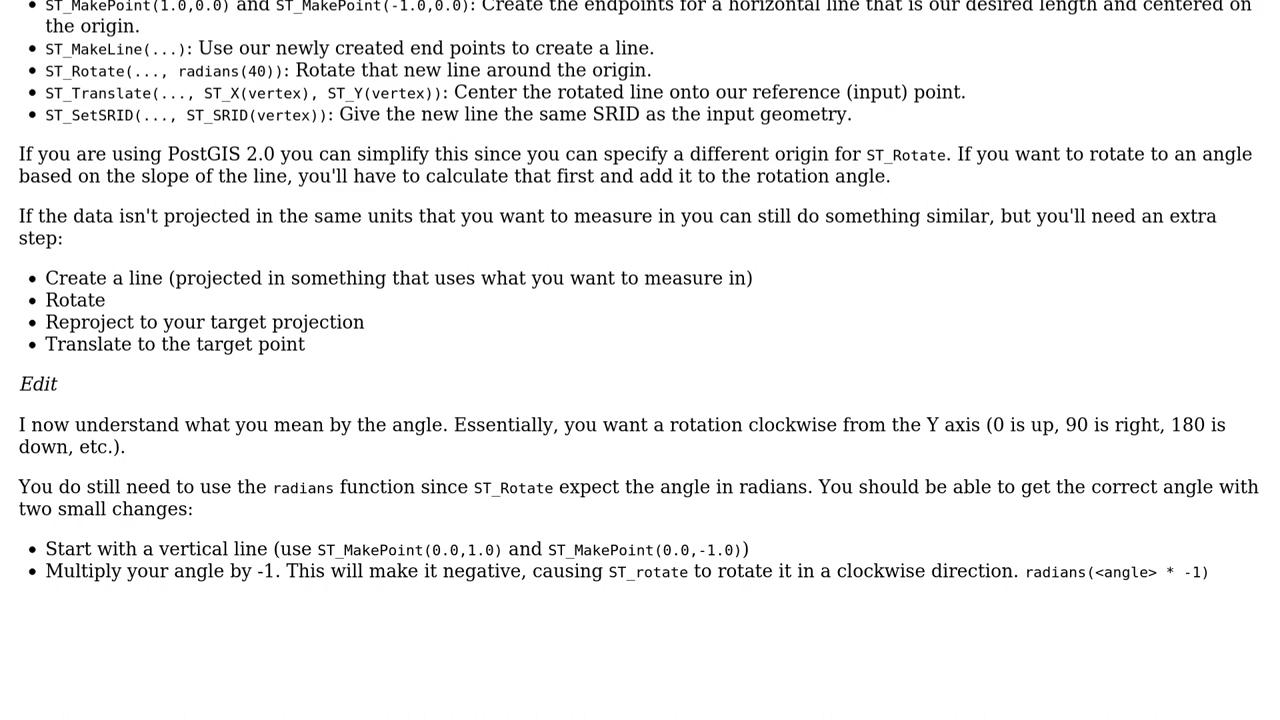 • ST_MakePoint(1.0,0.0) and ST_MakePoint(-1.0,0.0): Create the endpoints for a horizontal line that is our desired length and centered on
the origin.
• ST_MakeLine(...): Use our newly created end points to create a line.
• ST_Rotate(..., radians(40)): Rotate that new line around the origin.
• ST_Translate(..., ST_X(vertex), ST_Y(vertex)): Center the rotated line onto our reference (input) point.
• ST_SetSRID(..., ST_SRID(vertex)): Give the new line the same SRID as the input geometry.
If you are using PostGIS 2.0 you can simplify this since you can specify a different origin for ST_Rotate. If you want to rotate to an angle
based on the slope of the line, you'll have to calculate that first and add it to the rotation angle.
If the data isn't projected in the same units that you want to measure in you can still do something similar, but you'll need an extra
step:
• Create a line (projected in something that uses what you want to measure in)
• Rotate
• Reproject to your target projection
• Translate to the target point
Edit
I now understand what you mean by the angle. Essentially, you want a rotation clockwise from the Y axis (0 is up, 90 is right, 180 is
down, etc.).
You do still need to use the radians function since ST_Rotate expect the angle in radians. You should be able to get the correct angle with
two small changes:
• Start with a vertical line (use ST_MakePoint(0.0,1.0) and ST_MakePoint(0.0,-1.0))
• Multiply your angle by -1. This will make it negative, causing ST_rotate to rotate it in a clockwise direction. radians(<angle> * -1)